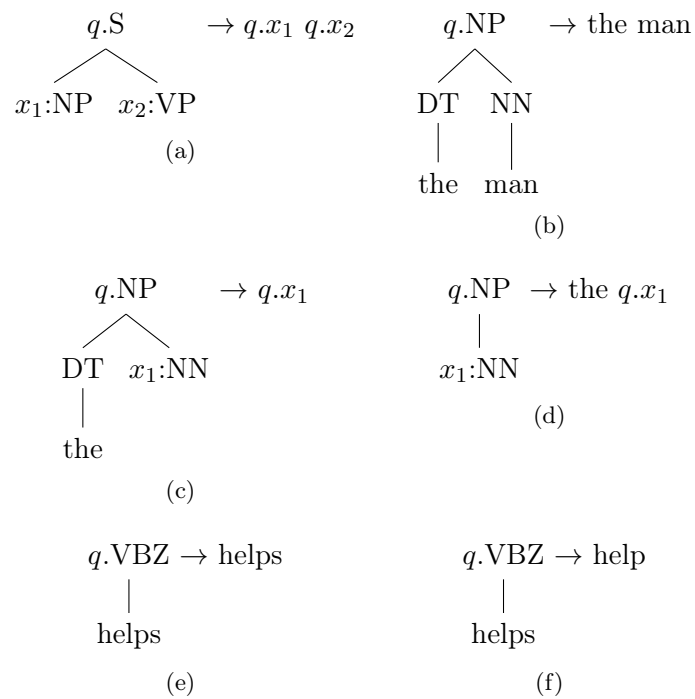 q.S → q.x₁ q.x₂
x₁:NP x₂:VP
(a)
q.NP → the man
DT NN
the man
(b)
q.NP → q.x₁
DT x₁:NN
the
(c)
q.NP → the q.x₁
x₁:NN
(d)
q.VBZ → helps
helps
(e)
q.VBZ → help
helps
(f)